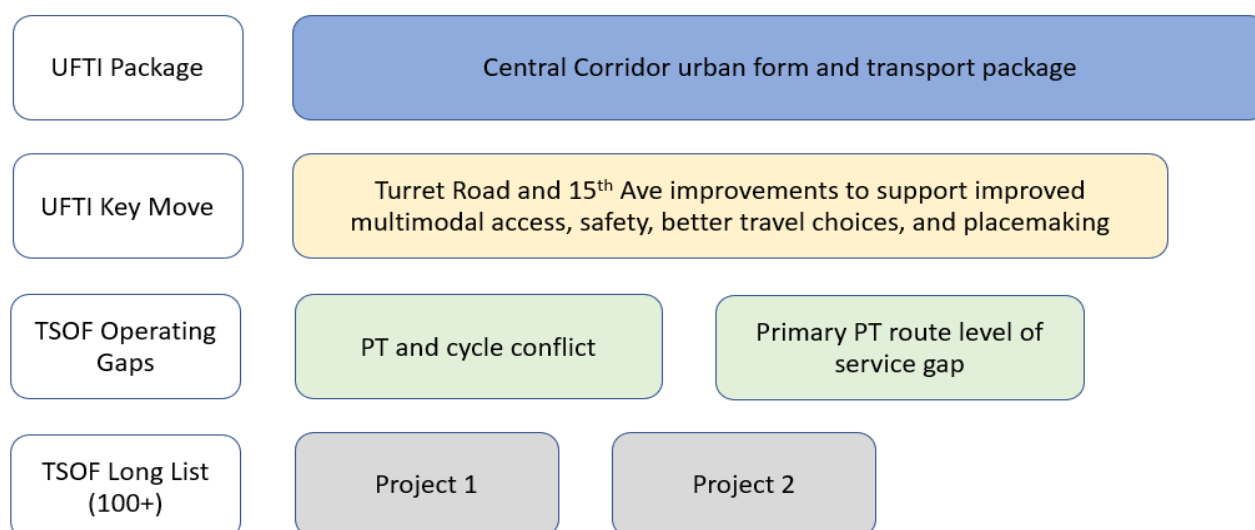 UFTI Package
Central Corridor urban form and transport package
UFTI Key Move
Turret Road and 15th Ave improvements to support improved
multimodal access, safety, better travel choices, and placemaking
TSOF Operating
Gaps
PT and cycle conflict
Primary PT route level of
service gap
TSOF Long List
(100+)
Project 1
Project 2